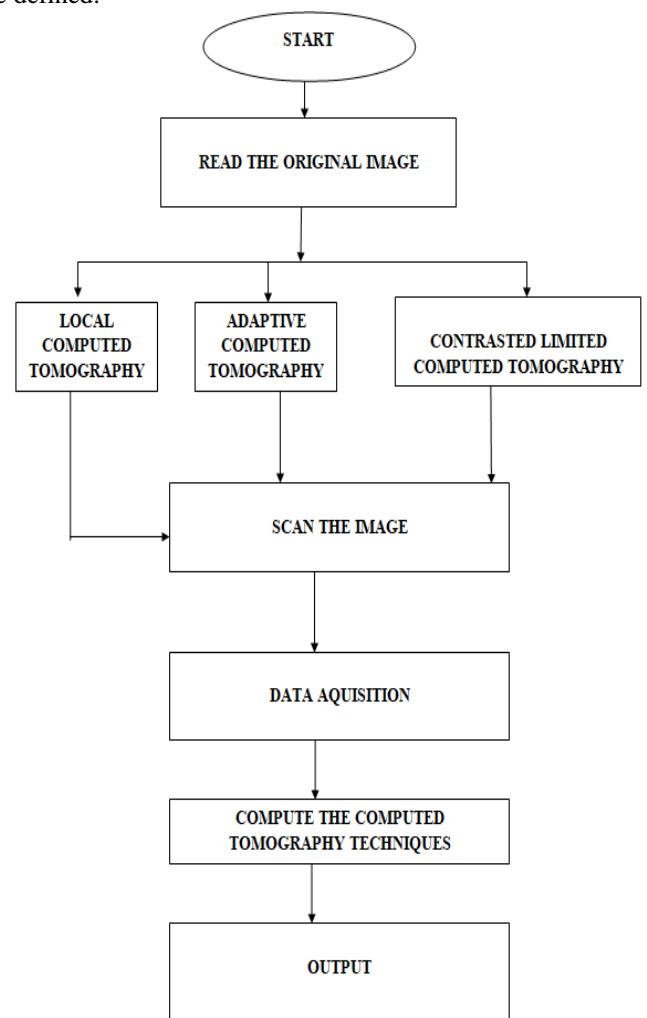 e defined.
START
READ THE ORIGINAL IMAGE
LOCAL
COMPUTED
TOMOGRAPHY
ADAPTIVE
COMPUTED
TOMOGRAPHY
CONTRASTED LIMITED
COMPUTED TOMOGRAPHY
SCAN THE IMAGE
DATA AQUISITION
COMPUTE THE COMPUTED
TOMOGRAPHY TECHNIQUES
OUTPUT